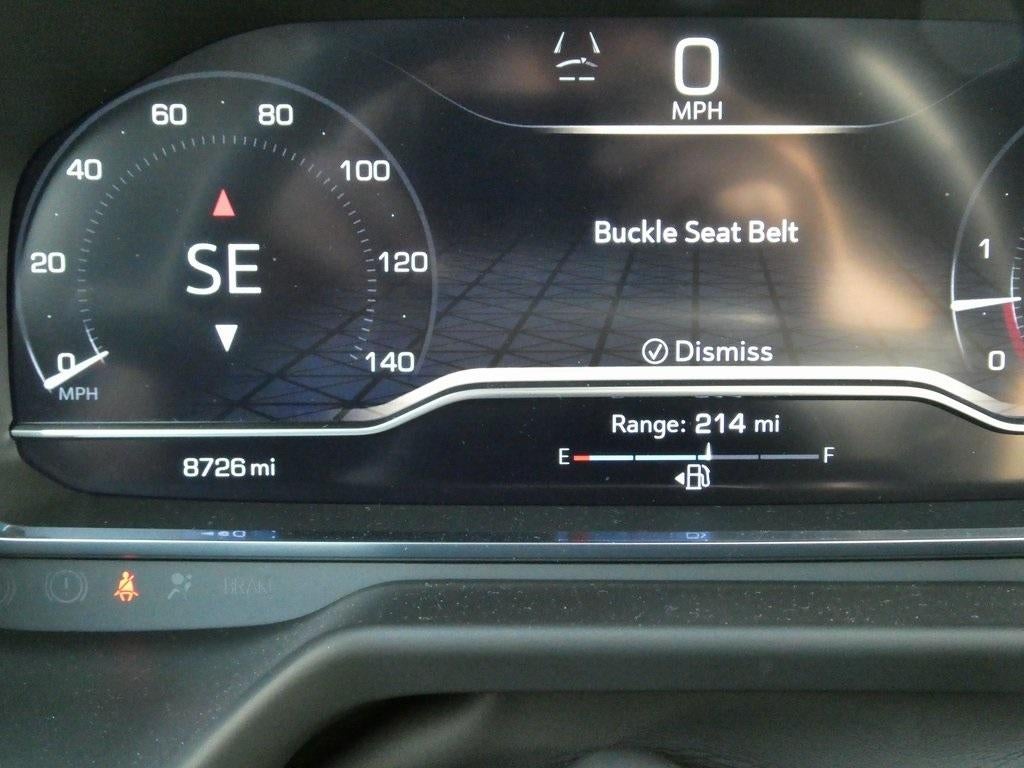 0
MPH
60 80
40 100
20 SE 120
0 140
MPH
Buckle Seat Belt
Dismiss
1
0
Range: 214 mi
E F
8726 mi
BRAKE